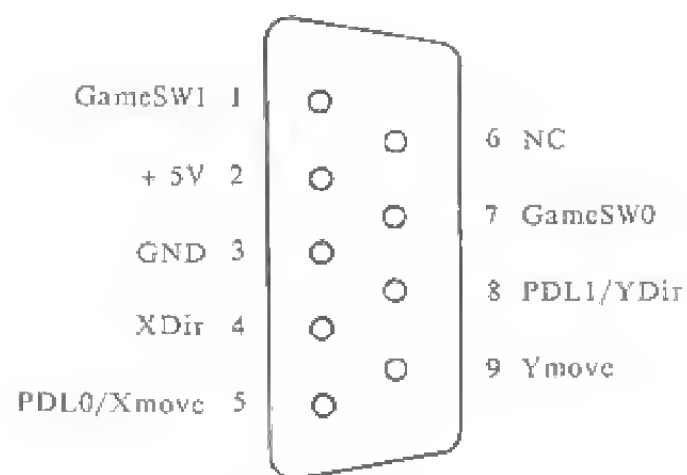 GameSW1 1
6 NC
+ 5V 2
7 GameSW0
GND 3
8 PDL1/YDir
XDir 4
9 Ymove
PDL0/Xmove 5